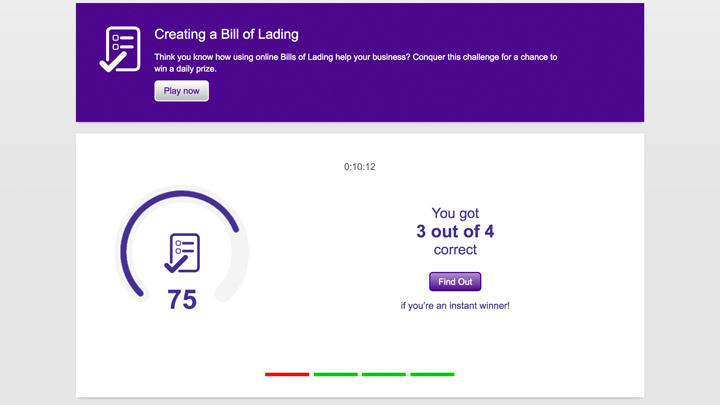 Creating a Bill of Lading
Think you know how using online Bills of Lading help your business? Conquer this challenge for a chance to
win a daily prize.
Play now
0:10:12
You got
3 out of 4
correct
Find Out
if you're an instant winner!
75